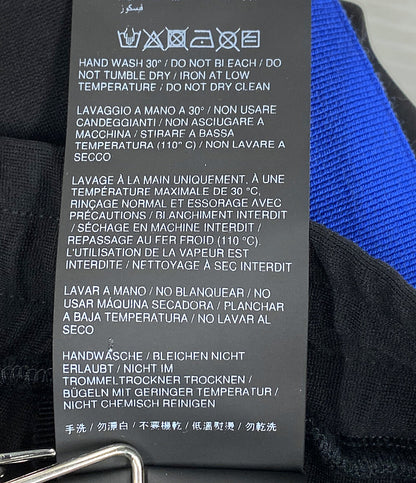 فيسكوز
HAND WASH 30° / DO NOT BLEACH / DO
NOT TUMBLE DRY / IRON AT LOW
TEMPERATURE / DO NOT DRY CLEAN
LAVAGGIO A MANO A 30° / NON USARE
CANDEGGIANTI / NON ASCIUGARE A
MACCHINA / STIRARE A BASSA
TEMPERATURA (110° C) / NON LAVARE A
SECCO
LAVAGE À LA MAIN UNIQUEMENT, À UNE
TEMPÉRATURE MAXIMALE DE 30 °C,
RINÇAGE NORMAL ET ESSORAGE AVEC
PRÉCAUTIONS / BLANCHIMENT INTERDIT
/ SÉCHAGE EN MACHINE INTERDIT /
REPASSAGE AU FER FROID (110 °C).
L'UTILISATION DE LA VAPEUR EST
INTERDITE / NETTOYAGE À SEC INTERDIT
LAVAR A MANO / NO BLANQUEAR / NO
USAR MÁQUINA SECADORA / PLANCHAR
A BAJA TEMPERATURA / NO LAVAR AL
SECO
HANDWÄSCHE / BLEICHEN NICHT
ERLAUBT / NICHT IM
TROMMELTROCKNER TROCKNEN /
BÜGELN MIT GERINGER TEMPERATUR /
NICHT CHEMISCH REINIGEN
手洗 / 勿漂白 / 不要機乾 / 低溫熨燙 / 勿乾洗